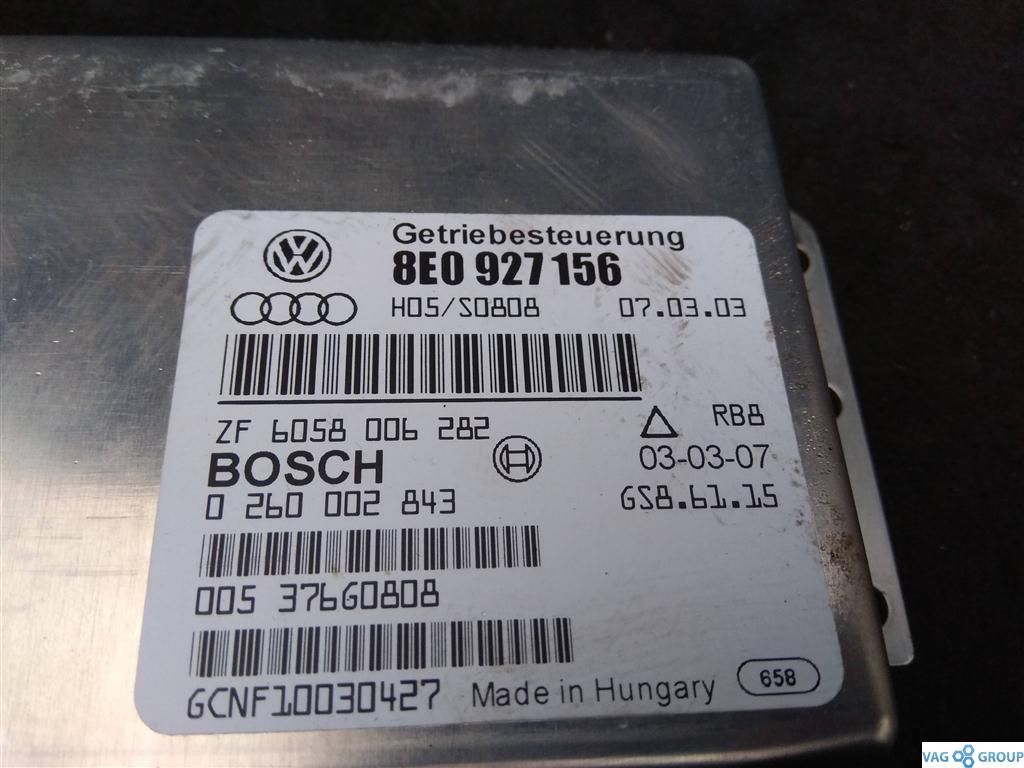 Getriebesteuerung
8E0 927 156
H05/S0808 07.03.03
ZF 6058 006 282 RB8
BOSCH 03-03-07
0 260 002 843 GS8.61.15
005 376G0808
GCNF10030427 Made in Hungary 658
VAG GROUP